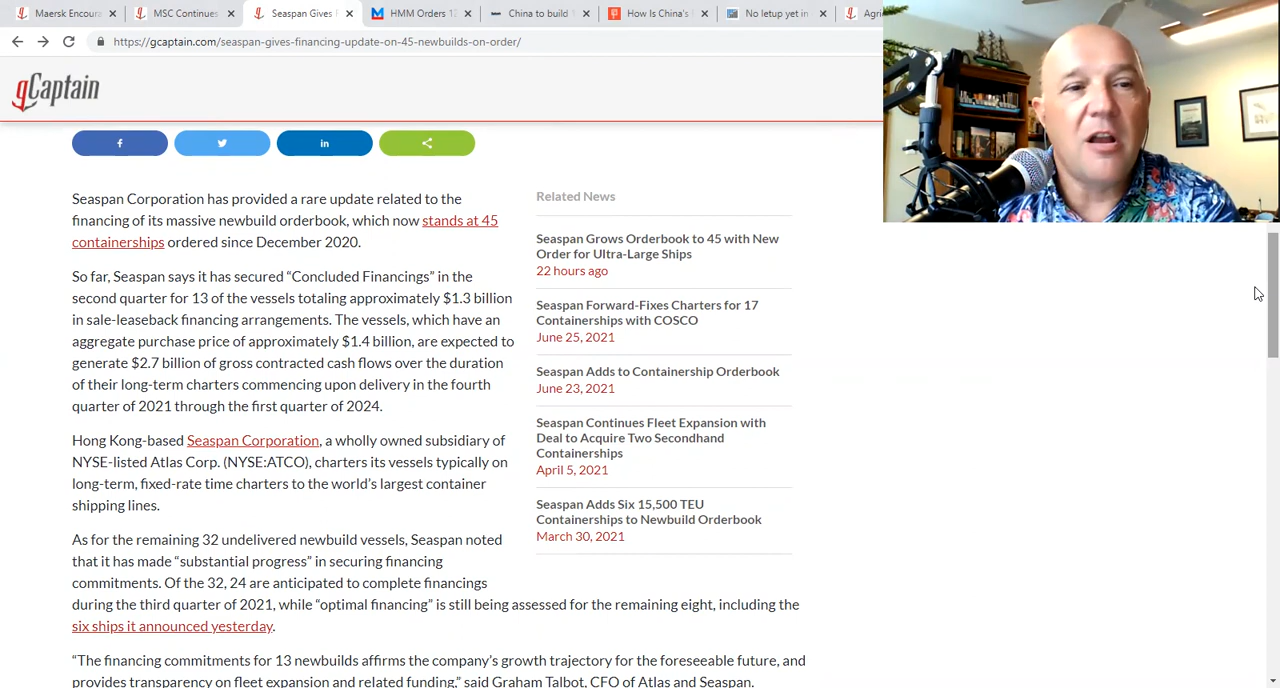 Maersk Encoura
MSC Continues
Seaspan Gives
HMM Orders 12
China to build
How Is China's
No letup yet in
Agri
https://gcaptain.com/seaspan-gives-financing-update-on-45-newbuilds-on-order/
gCaptain
Seaspan Corporation has provided a rare update related to the
financing of its massive newbuild orderbook, which now stands at 45
containerships ordered since December 2020.
So far, Seaspan says it has secured “Concluded Financings” in the
second quarter for 13 of the vessels totaling approximately $1.3 billion
in sale-leaseback financing arrangements. The vessels, which have an
aggregate purchase price of approximately $1.4 billion, are expected to
generate $2.7 billion of gross contracted cash flows over the duration
of their long-term charters commencing upon delivery in the fourth
quarter of 2021 through the first quarter of 2024.
Hong Kong-based Seaspan Corporation, a wholly owned subsidiary of
NYSE-listed Atlas Corp. (NYSE:ATCO), charters its vessels typically on
long-term, fixed-rate time charters to the world’s largest container
shipping lines.
As for the remaining 32 undelivered newbuild vessels, Seaspan noted
that it has made “substantial progress” in securing financing
commitments. Of the 32, 24 are anticipated to complete financings
during the third quarter of 2021, while “optimal financing” is still being assessed for the remaining eight, including the
six ships it announced yesterday.
“The financing commitments for 13 newbuilds affirms the company’s growth trajectory for the foreseeable future, and
provides transparency on fleet expansion and related funding,” said Graham Talbot, CFO of Atlas and Seaspan.
Related News
Seaspan Grows Orderbook to 45 with New
Order for Ultra-Large Ships
22 hours ago
Seaspan Forward-Fixes Charters for 17
Containerships with COSCO
June 25, 2021
Seaspan Adds to Containership Orderbook
June 23, 2021
Seaspan Continues Fleet Expansion with
Deal to Acquire Two Secondhand
Containerships
April 5, 2021
Seaspan Adds Six 15,500 TEU
Containerships to Newbuild Orderbook
March 30, 2021